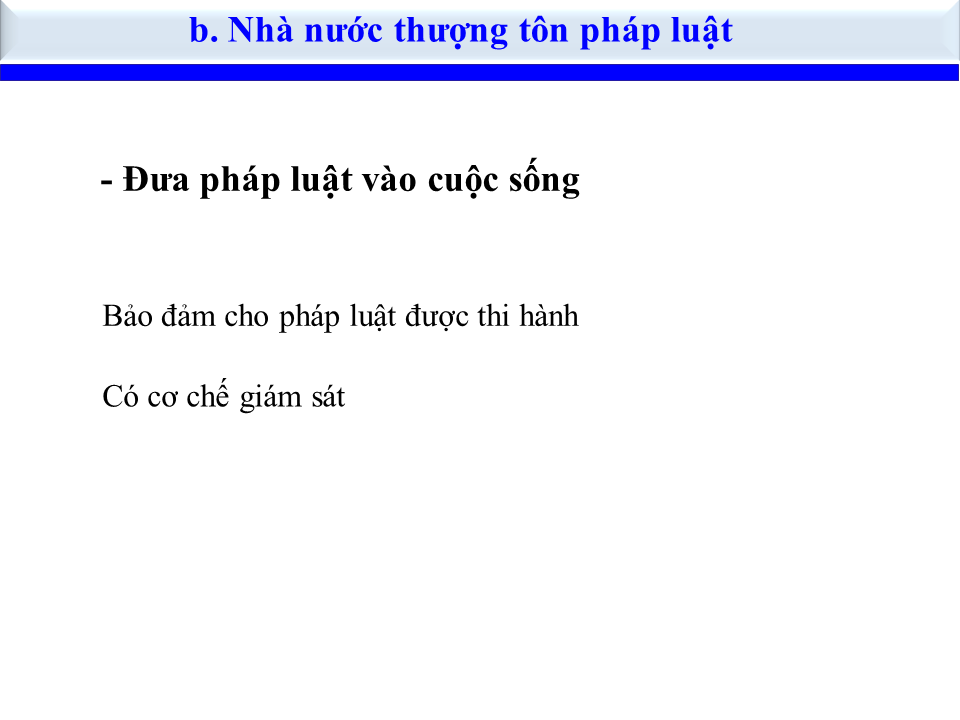 b. Nhà nước thượng tôn pháp luật
- Đưa pháp luật vào cuộc sống
Bảo đảm cho pháp luật được thi hành
Có cơ chế giám sát